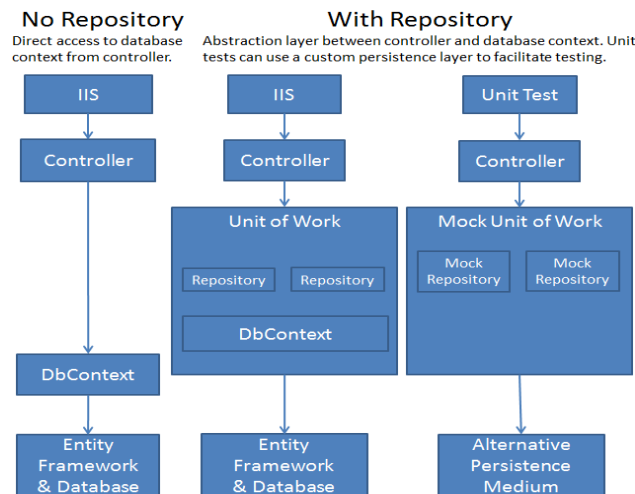 No Repository
Direct access to database
context from controller.
With Repository
Abstraction layer between controller and database context. Unit
tests can use a custom persistence layer to facilitate testing.
IIS
Controller
DbContext
Entity
Framework
& Database
IIS
Controller
Unit of Work
Repository
Repository
DbContext
Entity
Framework
& Database
Unit Test
Controller
Mock Unit of Work
Mock
Repository
Mock
Repository
Alternative
Persistence
Medium